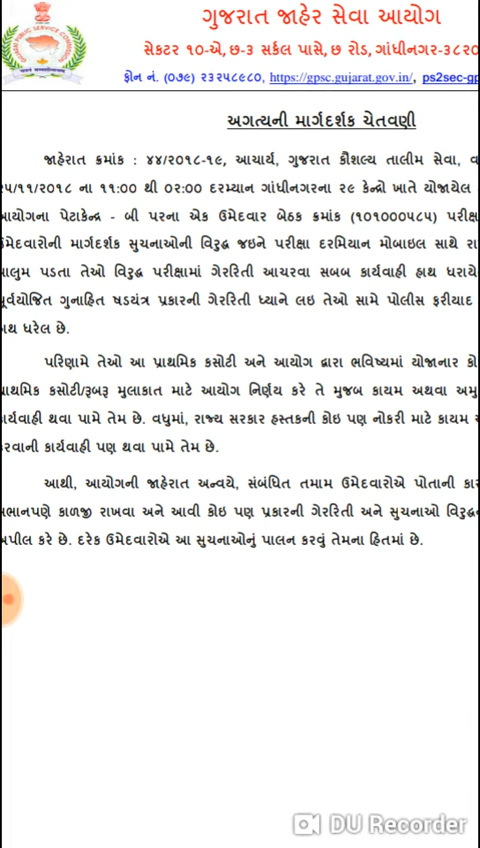 ગુજરાત જાહેર સેવા આયોગ
સેક્ટર ૧૦-એ, છ-૩ સર્કલ પાસે, છ રોડ, ગાંધીનગર-૩૮૨૦
ફોન નં. (૦૭૯) ૨૩૨૫૮૯૮૦, https://gpsc.gujarat.gov.in/, ps2sec-gp
અગત્યની માર્ગદર્શક ચેતવણી
જાહેરાત ક્રમાંક : ૪૪/૨૦૧૮-૧૯, આચાર્ય, ગુજરાત કૌશલ્ય તાલીમ સેવા, વ
૨૫/૧૧/૨૦૧૮ ના ૧૧:૦૦ થી ૦૨:૦૦ દરમ્યાન ગાંધીનગરના ૨૯ કેન્દ્રો ખાતે યોજાયેલ
આયોગના પેટાકેન્દ્ર - બી પરના એક ઉમેદવાર બેઠક ક્રમાંક (૧૦૧૦૦૦૫૮૫) પરીક્ષ
ઉમેદવારોની માર્ગદર્શક સુચનાઓની વિરુદ્ધ જઇને પરીક્ષા દરમિયાન મોબાઇલ સાથે રા
માલુમ પડતા તેઓ વિરુદ્ધ પરીક્ષામાં ગેરરિતી આચરવા સબબ કાર્યવાહી હાથ ધરાયે
પૂર્વયોજિત ગુનાહિત ષડયંત્ર પ્રકારની ગેરરિતી ધ્યાને લઇ તેઓ સામે પોલીસ ફરીયાદ
હાથ ધરેલ છે.
પરિણામે તેઓ આ પ્રાથમિક કસોટી અને આયોગ દ્વારા ભવિષ્યમાં યોજાનાર કો
પ્રાથમિક કસોટી/રૂબરૂ મુલાકાત માટે આયોગ નિર્ણય કરે તે મુજબ કાયમ અથવા અમુ
કાર્યવાહી થવા પામે તેમ છે. વધુમાં, રાજ્ય સરકાર હસ્તકની કોઇ પણ નોકરી માટે કાયમ
કરવાની કાર્યવાહી પણ થવા પામે તેમ છે.
આથી, આયોગની જાહેરાત અન્વયે, સંબંધિત તમામ ઉમેદવારોએ પોતાની કાર
સભાનપણે કાળજી રાખવા અને આવી કોઇ પણ પ્રકારની ગેરરિતી અને સુચનાઓ વિરુદ્ધ
અપીલ કરે છે. દરેક ઉમેદવારોએ આ સુચનાઓનું પાલન કરવું તેમના હિતમાં છે.
DU Recorder